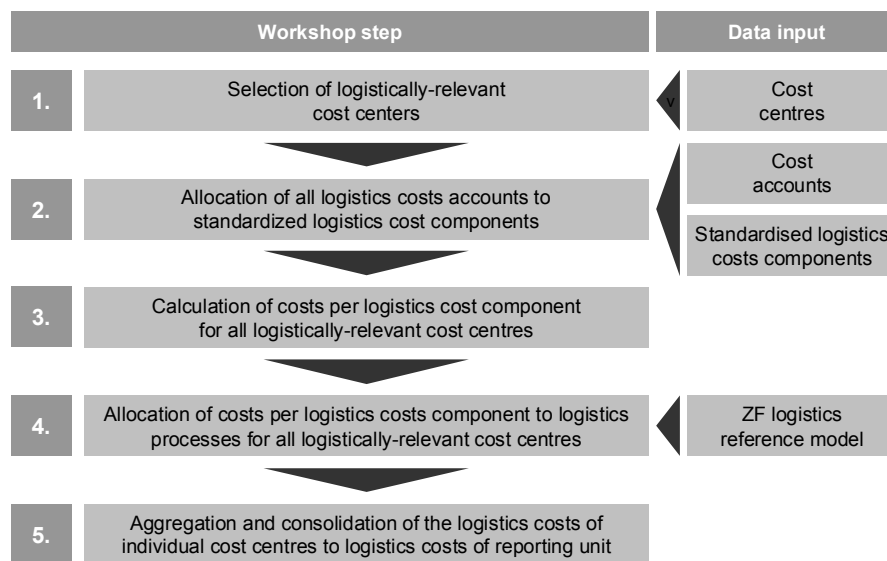 Workshop step
Data input
1.
Selection of logistically-relevant
cost centers
v
Cost
centres
2.
Allocation of all logistics costs accounts to
standardized logistics cost components
Cost
accounts
Standardised logistics
costs components
3.
Calculation of costs per logistics cost component
for all logistically-relevant cost centres
4.
Allocation of costs per logistics costs component to logistics
processes for all logistically-relevant cost centres
ZF logistics
reference model
5.
Aggregation and consolidation of the logistics costs of
individual cost centres to logistics costs of reporting unit